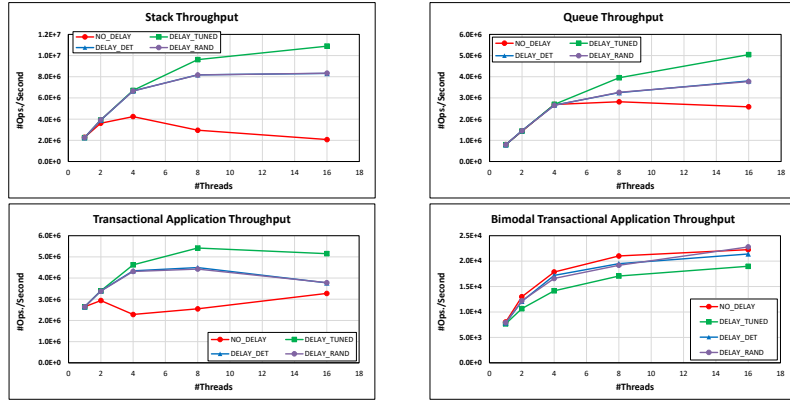 Stack Throughput
1.2E+7
1.0E+7
8.0E+6
6.0E+6
4.0E+6
2.0E+6
0.0E+0
#Ops./Second
NO_DELAY DELAY_TUNED
DELAY_DET DELAY_RAND
0 2 4 6 8 10 12 14 16 18
#Threads
Queue Throughput
6.0E+6
5.0E+6
4.0E+6
3.0E+6
2.0E+6
1.0E+6
0.0E+0
#Ops./Second
NO_DELAY DELAY_TUNED
DELAY_DET DELAY_RAND
0 2 4 6 8 10 12 14 16 18
#Threads
Transactional Application Throughput
6.0E+6
5.0E+6
4.0E+6
3.0E+6
2.0E+6
1.0E+6
0.0E+0
#Ops./Second
NO_DELAY DELAY_TUNED
DELAY_DET DELAY_RAND
0 2 4 6 8 10 12 14 16 18
#Threads
Bimodal Transactional Application Throughput
2.5E+4
2.0E+4
1.5E+4
1.0E+4
5.0E+3
0.0E+0
#Ops./Second
NO_DELAY
DELAY_TUNED
DELAY_DET
DELAY_RAND
0 2 4 6 8 10 12 14 16 18
#Threads